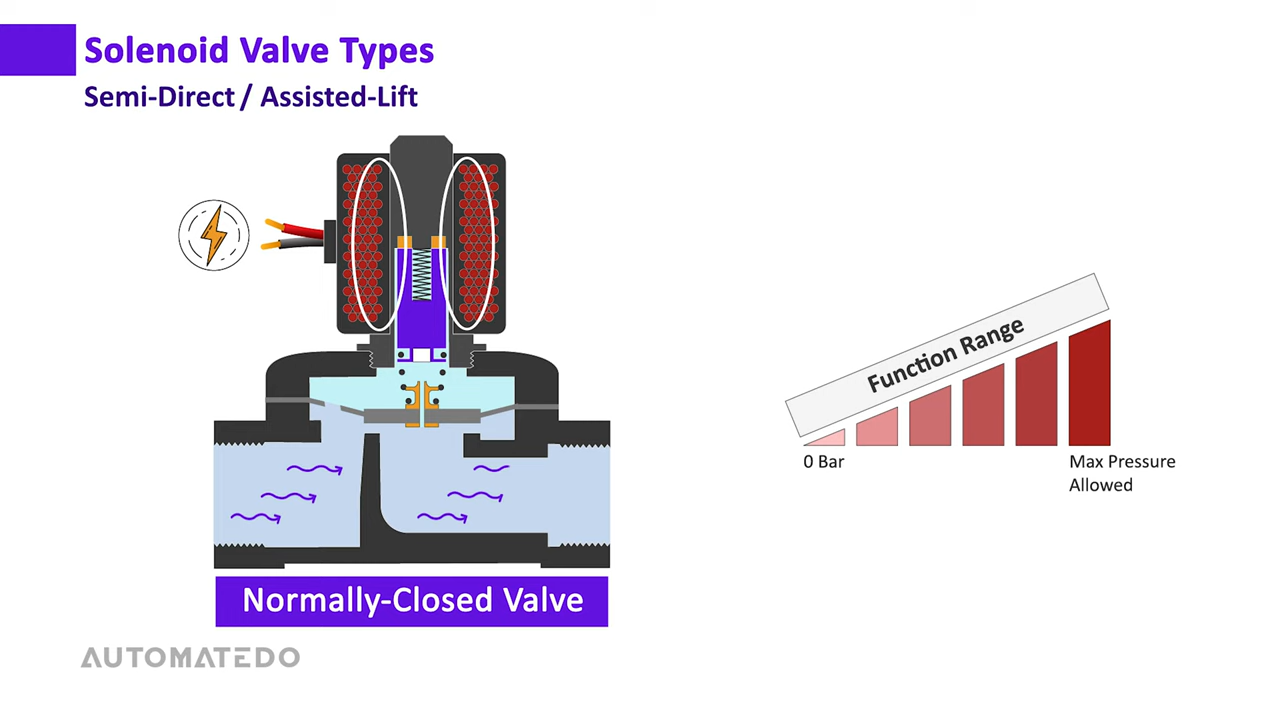 Solenoid Valve Types
Semi-Direct / Assisted-Lift
Function Range
0 Bar
Max Pressure
Allowed
Normally-Closed Valve
AUTOMATEDO